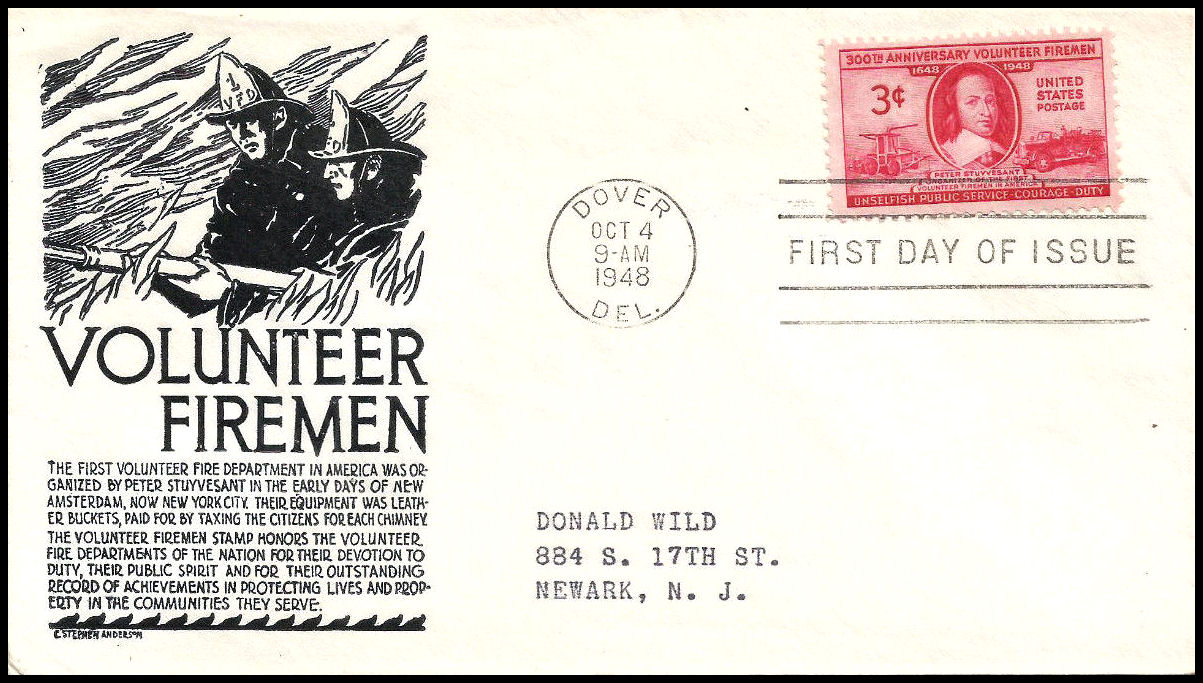 1
VFD
D
VOLUNTEER
FIREMEN
THE FIRST VOLUNTEER FIRE DEPARTMENT IN AMERICA WAS OR-
GANIZED BY PETER STUYVESANT IN THE EARLY DAYS OF NEW
AMSTERDAM, NOW NEW YORK CITY. THEIR EQUIPMENT WAS LEATH-
ER BUCKETS, PAID FOR BY TAXING THE CITIZENS FOR EACH CHIMNEY.
THE VOLUNTEER FIREMEN STAMP HONORS THE VOLUNTEER
FIRE DEPARTMENTS OF THE NATION FOR THEIR DEVOTION TO
DUTY, THEIR PUBLIC SPIRIT AND FOR THEIR OUTSTANDING
RECORD OF ACHIEVEMENTS IN PROTECTING LIVES AND PROP-
ERTY IN THE COMMUNITIES THEY SERVE.
C. STEPHEN ANDERSON
DOVER
OCT 4
9-AM
1948
DEL.
300TH ANNIVERSARY VOLUNTEER FIREMEN
1648 1948
3¢
UNITED
STATES
POSTAGE
PETER STUYVESANT
ORGANIZER OF THE FIRST
VOLUNTEER FIREMEN IN AMERICA
UNSELFISH PUBLIC SERVICE-COURAGE-DUTY
FIRST DAY OF ISSUE
DONALD WILD
884 S. 17TH ST.
NEWARK, N. J.